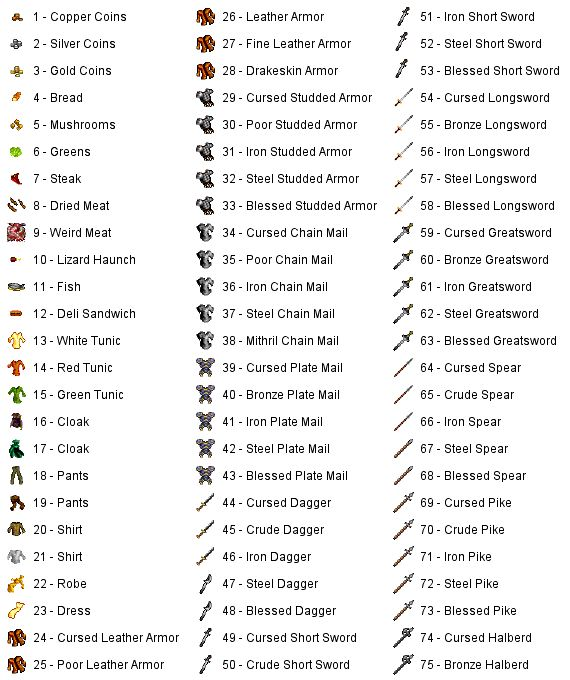 1 - Copper Coins
2 - Silver Coins
3 - Gold Coins
4 - Bread
5 - Mushrooms
6 - Greens
7 - Steak
8 - Dried Meat
9 - Weird Meat
10 - Lizard Haunch
11 - Fish
12 - Deli Sandwich
13 - White Tunic
14 - Red Tunic
15 - Green Tunic
16 - Cloak
17 - Cloak
18 - Pants
19 - Pants
20 - Shirt
21 - Shirt
22 - Robe
23 - Dress
24 - Cursed Leather Armor
25 - Poor Leather Armor
26 - Leather Armor
27 - Fine Leather Armor
28 - Drakeskin Armor
29 - Cursed Studded Armor
30 - Poor Studded Armor
31 - Iron Studded Armor
32 - Steel Studded Armor
33 - Blessed Studded Armor
34 - Cursed Chain Mail
35 - Poor Chain Mail
36 - Iron Chain Mail
37 - Steel Chain Mail
38 - Mithril Chain Mail
39 - Cursed Plate Mail
40 - Bronze Plate Mail
41 - Iron Plate Mail
42 - Steel Plate Mail
43 - Blessed Plate Mail
44 - Cursed Dagger
45 - Crude Dagger
46 - Iron Dagger
47 - Steel Dagger
48 - Blessed Dagger
49 - Cursed Short Sword
50 - Crude Short Sword
51 - Iron Short Sword
52 - Steel Short Sword
53 - Blessed Short Sword
54 - Cursed Longsword
55 - Bronze Longsword
56 - Iron Longsword
57 - Steel Longsword
58 - Blessed Longsword
59 - Cursed Greatsword
60 - Bronze Greatsword
61 - Iron Greatsword
62 - Steel Greatsword
63 - Blessed Greatsword
64 - Cursed Spear
65 - Crude Spear
66 - Iron Spear
67 - Steel Spear
68 - Blessed Spear
69 - Cursed Pike
70 - Crude Pike
71 - Iron Pike
72 - Steel Pike
73 - Blessed Pike
74 - Cursed Halberd
75 - Bronze Halberd